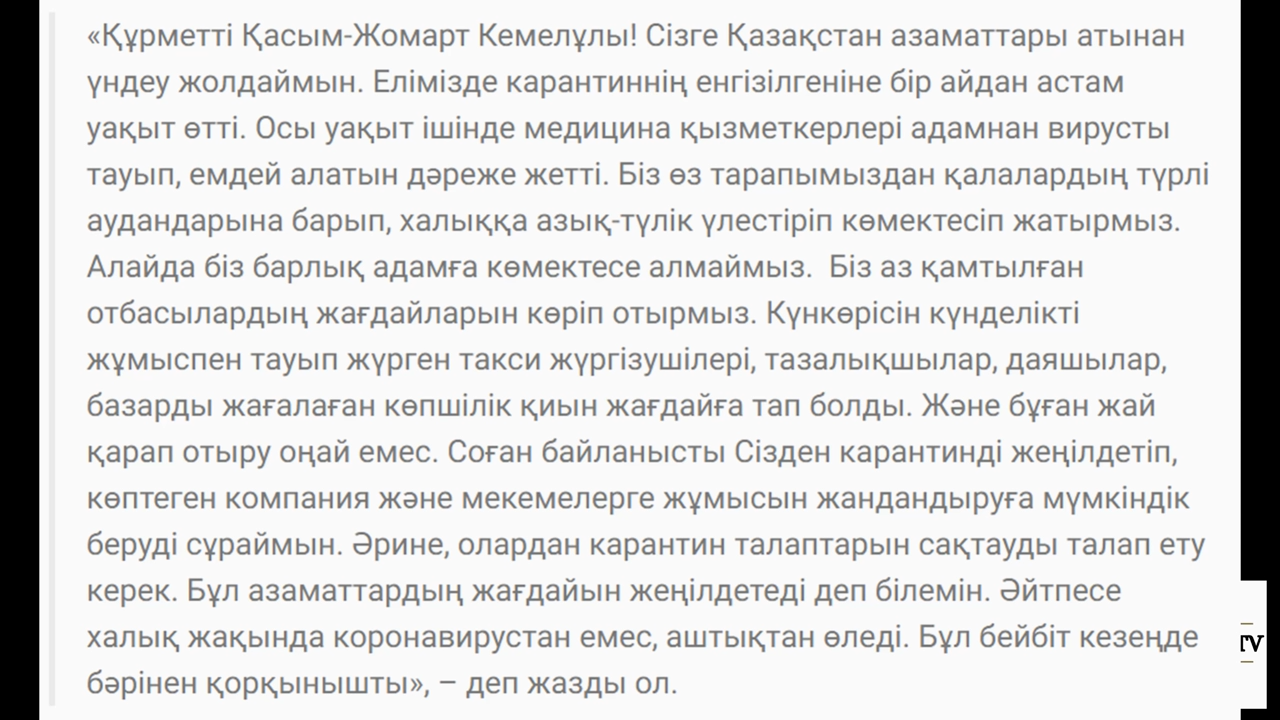 «Құрметті Қасым-Жомарт Кемелұлы! Сізге Қазақстан азаматтары атынан
үндеу жолдаймын. Елімізде карантиннің енгізілгеніне бір айдан астам
уақыт өтті. Осы уақыт ішінде медицина қызметкерлері адамнан вирусты
тауып, емдей алатын дәреже жетті. Біз өз тарапымыздан қалалардың түрлі
аудандарына барып, халыққа азық-түлік үлестіріп көмектесіп жатырмыз.
Алайда біз барлық адамға көмектесе алмаймыз.  Біз аз қамтылған
отбасылардың жағдайларын көріп отырмыз. Күнкөрісін күнделікті
жұмыспен тауып жүрген такси жүргізушілері, тазалықшылар, даяшылар,
базарды жағалаған көпшілік қиын жағдайға тап болды. Және бұған жай
қарап отыру оңай емес. Соған байланысты Сізден карантинді жеңілдетіп,
көптеген компания және мекемелерге жұмысын жандандыруға мүмкіндік
беруді сұраймын. Әрине, олардан карантин талаптарын сақтауды талап ету
керек. Бұл азаматтардың жағдайын жеңілдетеді деп білемін. Әйтпесе
халық жақында коронавирустан емес, аштықтан өледі. Бұл бейбіт кезеңде
бәрінен қорқынышты», – деп жазды ол.
TV